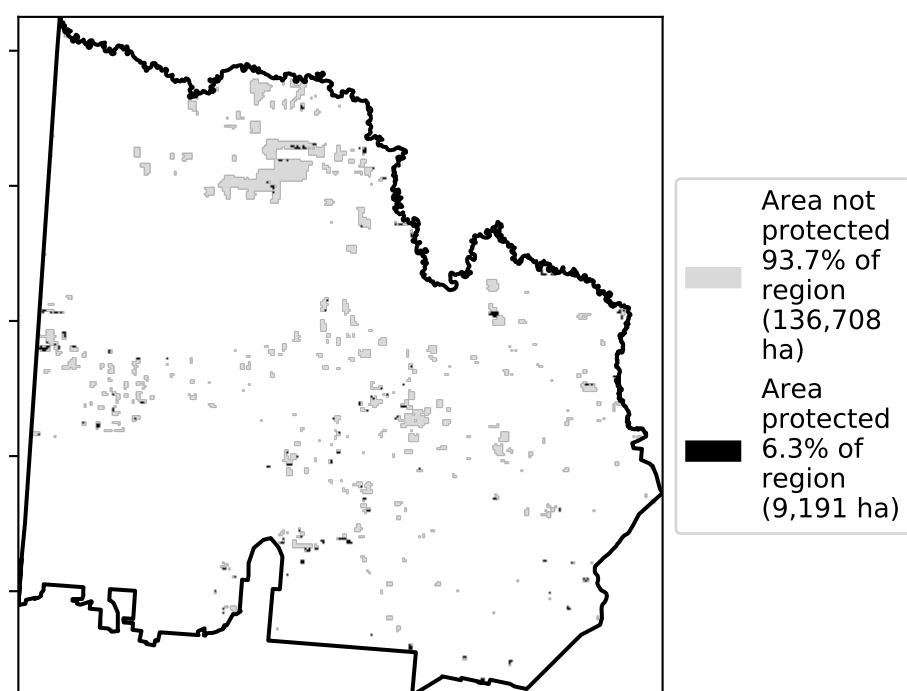 Area not
protected
93.7% of
region
(136,708
ha)
Area
protected
6.3% of
region
(9,191 ha)